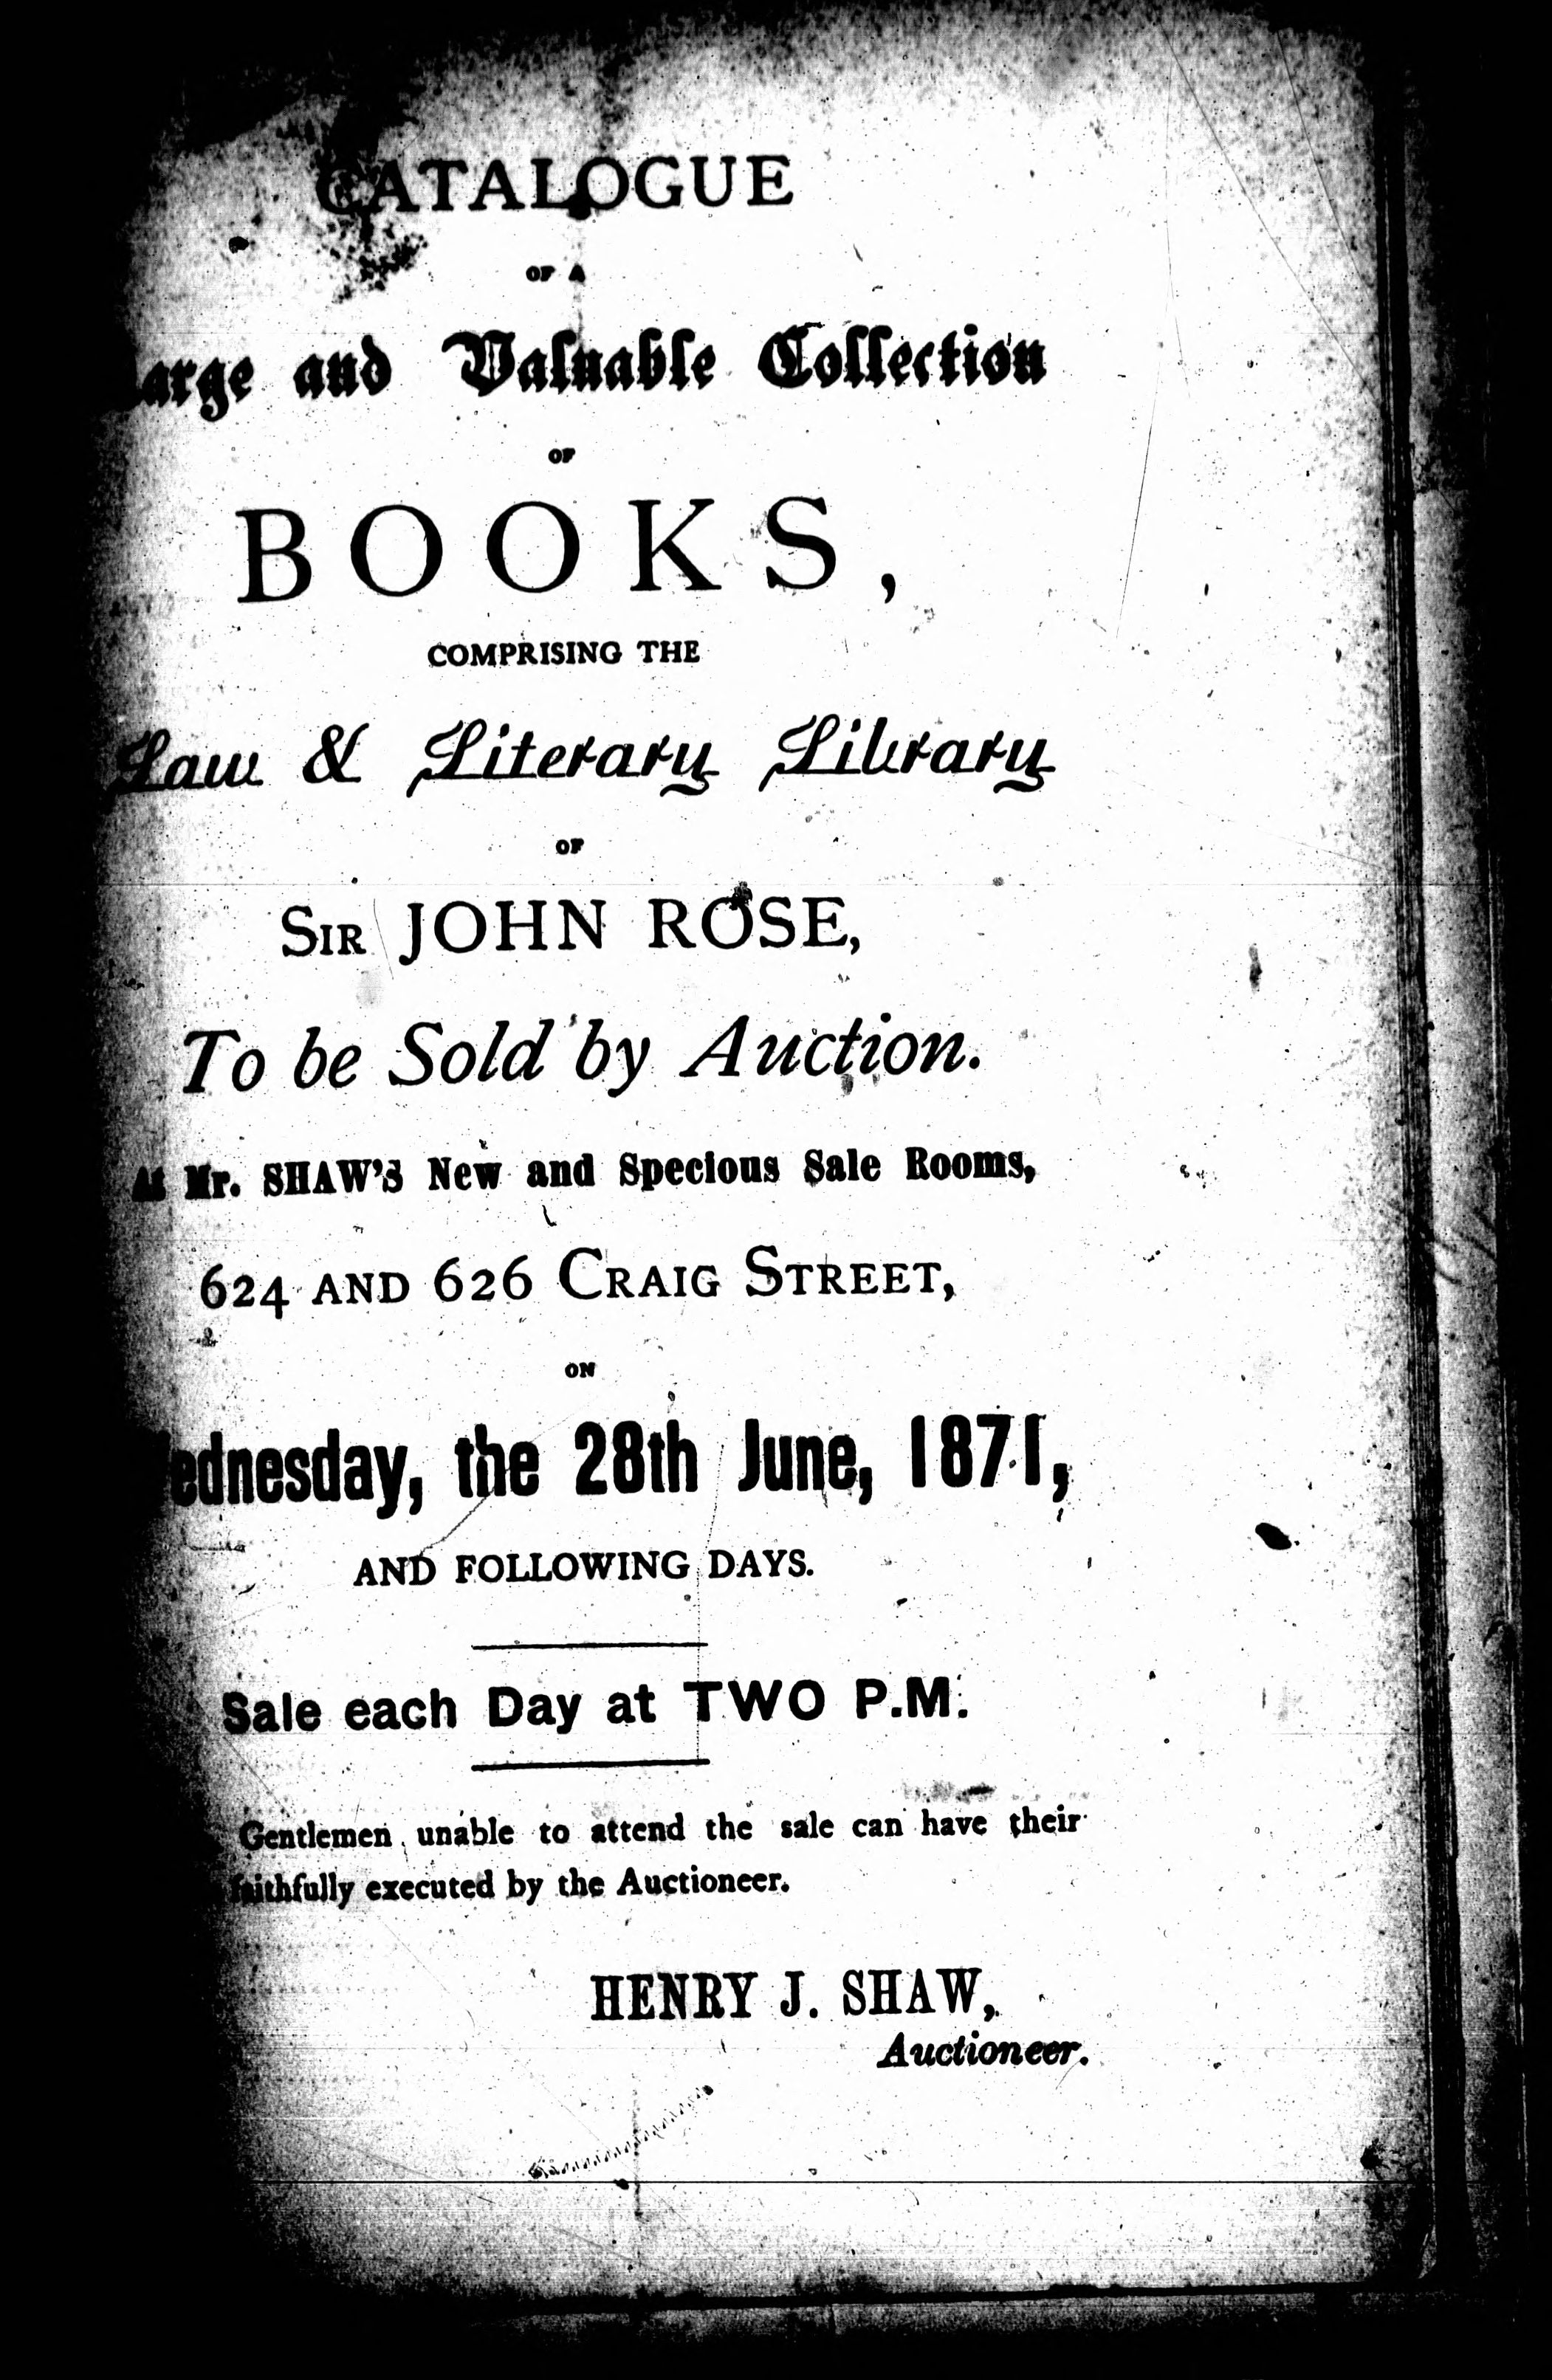 CATALOGUE
OF A
arge and Valuable Collection
OF
BOOKS,
COMPRISING THE
Law & Literary Library
OF
SIR JOHN ROSE,
To be Sold by Auction.
At Mr. SHAW'S New and Specious Sale Rooms,
624 AND 626 CRAIG STREET,
ON
ednesday, the 28th June, 1871,
AND FOLLOWING DAYS.
Sale each Day at TWO P.M.
Gentlemen unable to attend the sale can have their
faithfully executed by the Auctioneer.
HENRY J. SHAW,
Auctioneer.